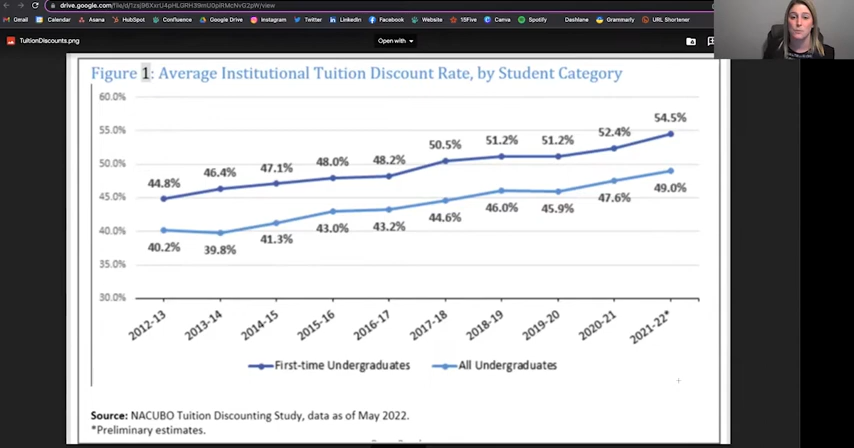 drive.google.com/file/d/
Gmail Calendar Asana HubSpot Confluence Google Drive Instagram Twitter LinkedIn Facebook Website 15Five Canva Spotify Dashlane Grammarly URL Shortener
TuitionDiscounts.png Open with
Figure 1: Average Institutional Tuition Discount Rate, by Student Category
60.0%
55.0%
50.0%
45.0%
40.0%
35.0%
30.0%
44.8% 46.4% 47.1% 48.0% 48.2% 50.5% 51.2% 51.2% 52.4% 54.5%
40.2% 39.8% 41.3% 43.0% 43.2% 44.6% 46.0% 45.9% 47.6% 49.0%
2012-13 2013-14 2014-15 2015-16 2016-17 2017-18 2018-19 2019-20 2020-21 2021-22*
First-time Undergraduates All Undergraduates
Source: NACUBO Tuition Discounting Study, data as of May 2022.
*Preliminary estimates.